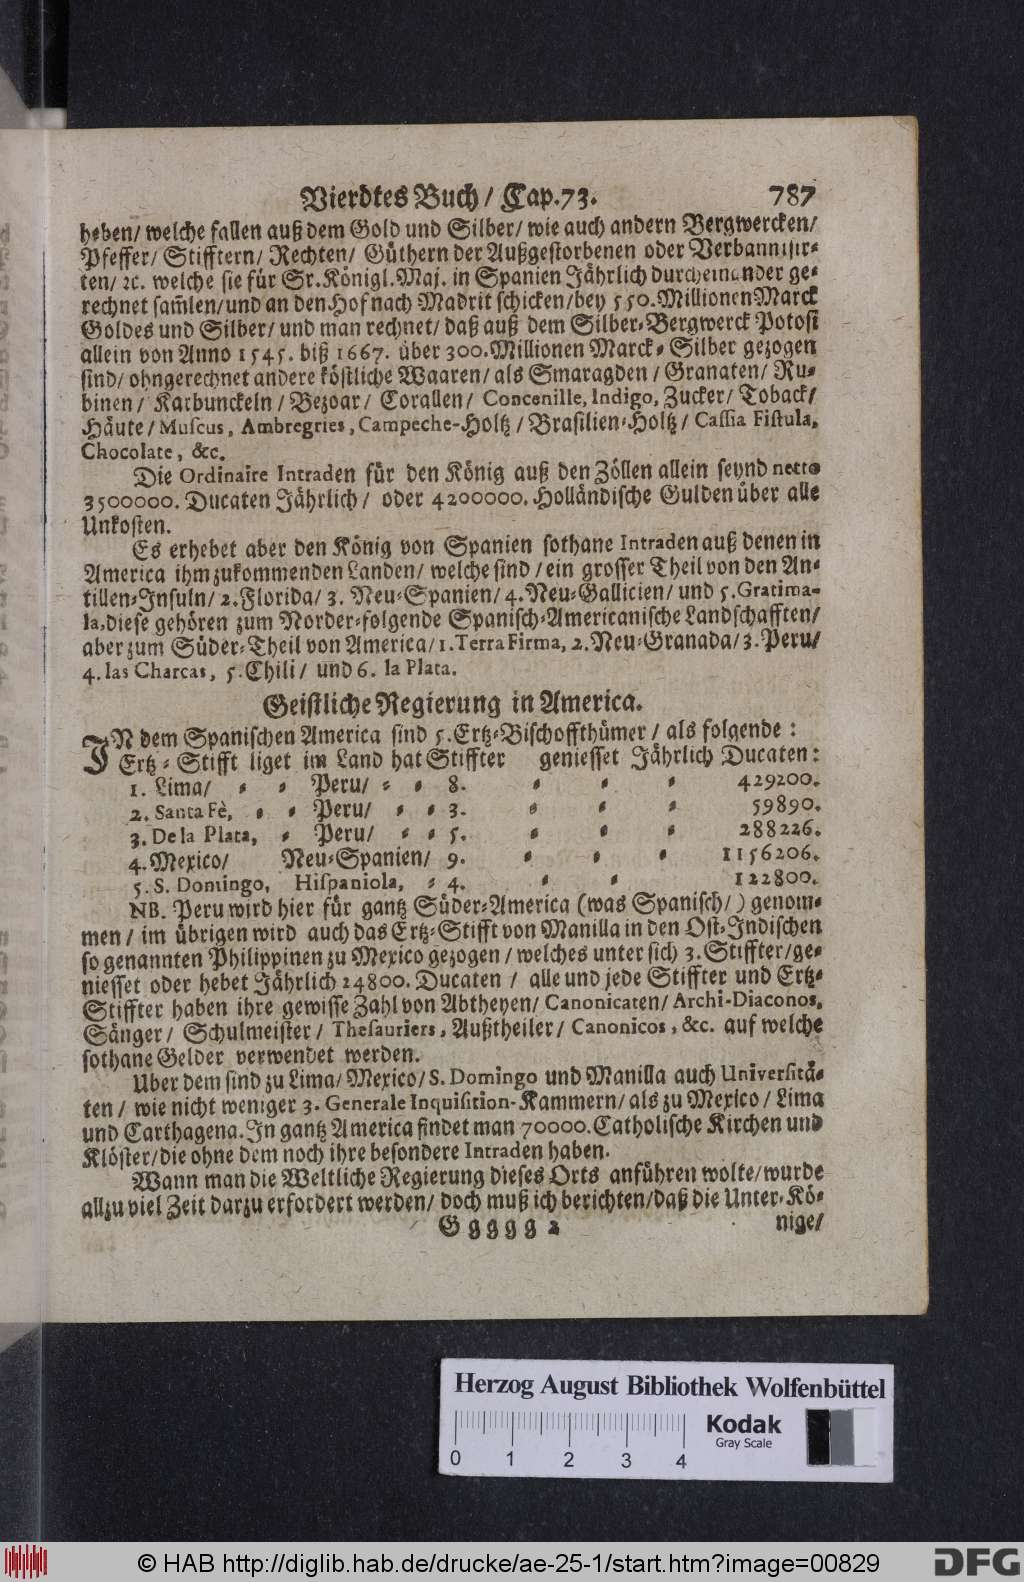 Vierdtes Buch / Cap. 73. 787
heben/ welche fallen auß dem Gold und Silber/ wie auch andern Bergwercken/
Pfeffer/ Stifftern/ Rechten/ Güthern der Außgestorbenen oder Verbannisir-
ten/ ꝛc. welche sie für Sr. Königl. Maj. in Spanien Jährlich durcheinander ge-
rechnet sam̃len/ und an den Hof nach Madrit schicken/ bey 550. Millionen Marck
Goldes und Silber/ und man rechnet/ daß auß dem Silber-Bergwerck Potosi
allein von Anno 1545. biß 1667. über 300. Millionen Marck-Silber gezogen
sind/ ohngerechnet andere köstliche Waaren/ als Smaragden / Granaten/ Ru-
binen / Karbunckeln / Bezoar / Corallen/ Concenille, Indigo, Zucker/ Toback/
Häute / Muscus, Ambregries, Campeche-Holtz / Brasilien-Holtz / Cassia Fistula,
Chocolate, &c.
Die Ordinaire Intraden für den König auß den Zöllen allein seynd netto
3500000. Ducaten Jährlich / oder 4200000. Holländische Gulden über alle
Unkosten.
Es erhebet aber den König von Spanien sothane Intraden auß denen in
America ihm zukommenden Landen/ welche sind / ein grosser Theil von den An-
tillen-Insuln/ 2. Florida/ 3. Neu-Spanien/ 4. Neu-Gallicien/ und 5. Gratima-
la. diese gehören zum Norder-folgende Spanisch-Americanische Landschafften/
aber zum Süder-Theil von America/ 1. Terra Firma, 2. Neu-Granada/ 3. Peru/
4. las Charcas, 5. Chili / und 6. la Plata.
Geistliche Regierung in America.
IN dem Spanischen America sind 5. Ertz-Bischoffthümer / als folgende :
Ertz-Stifft liget im Land hat Stiffter geniesset Jährlich Ducaten:
1. Lima/ - - Peru/ - - 8. - - - 429200.
2. Santa Fè, - - Peru/ - - 3. - - - 59890.
3. De la Plata, - Peru/ - - 5. - - - 288226.
4. Mexico/ Neu-Spanien/ 9. - - - 1156206.
5. S. Domingo, Hispaniola, - 4. - - 122800.
NB. Peru wird hier für gantz Süder-America (was Spanisch/) genom-
men / im übrigen wird auch das Ertz-Stifft von Manilla in den Ost-Indischen
so genannten Philippinen zu Mexico gezogen / welches unter sich 3. Stiffter/ ge-
niesset oder hebet Jährlich 24800. Ducaten / alle und jede Stiffter und Ertz-
Stiffter haben ihre gewisse Zahl von Abtheyen/ Canonicaten/ Archi-Diaconos,
Sänger / Schulmeister / Thesauriers, Außtheiler/ Canonicos, &c. auf welche
sothane Gelder verwendet werden.
Uber dem sind zu Lima/ Mexico/ S. Domingo und Manilla auch Universitä-
ten / wie nicht weniger 3. Generale Inquisition-Kammern/ als zu Mexico / Lima
und Carthagena. In gantz America findet man 70000. Catholische Kirchen und
Klöster/ die ohne dem noch ihre besondere Intraden haben.
Wann man die Weltliche Regierung dieses Orts anführen wolte/ wurde
allzu viel Zeit darzu erfordert werden/ doch muß ich berichten/ daß die Unter-Kö-
G gggg 2 nige/
Herzog August Bibliothek Wolfenbüttel
Kodak
Gray Scale
0 1 2 3 4
© HAB http://diglib.hab.de/drucke/ae-25-1/start.htm?image=00829
DFG